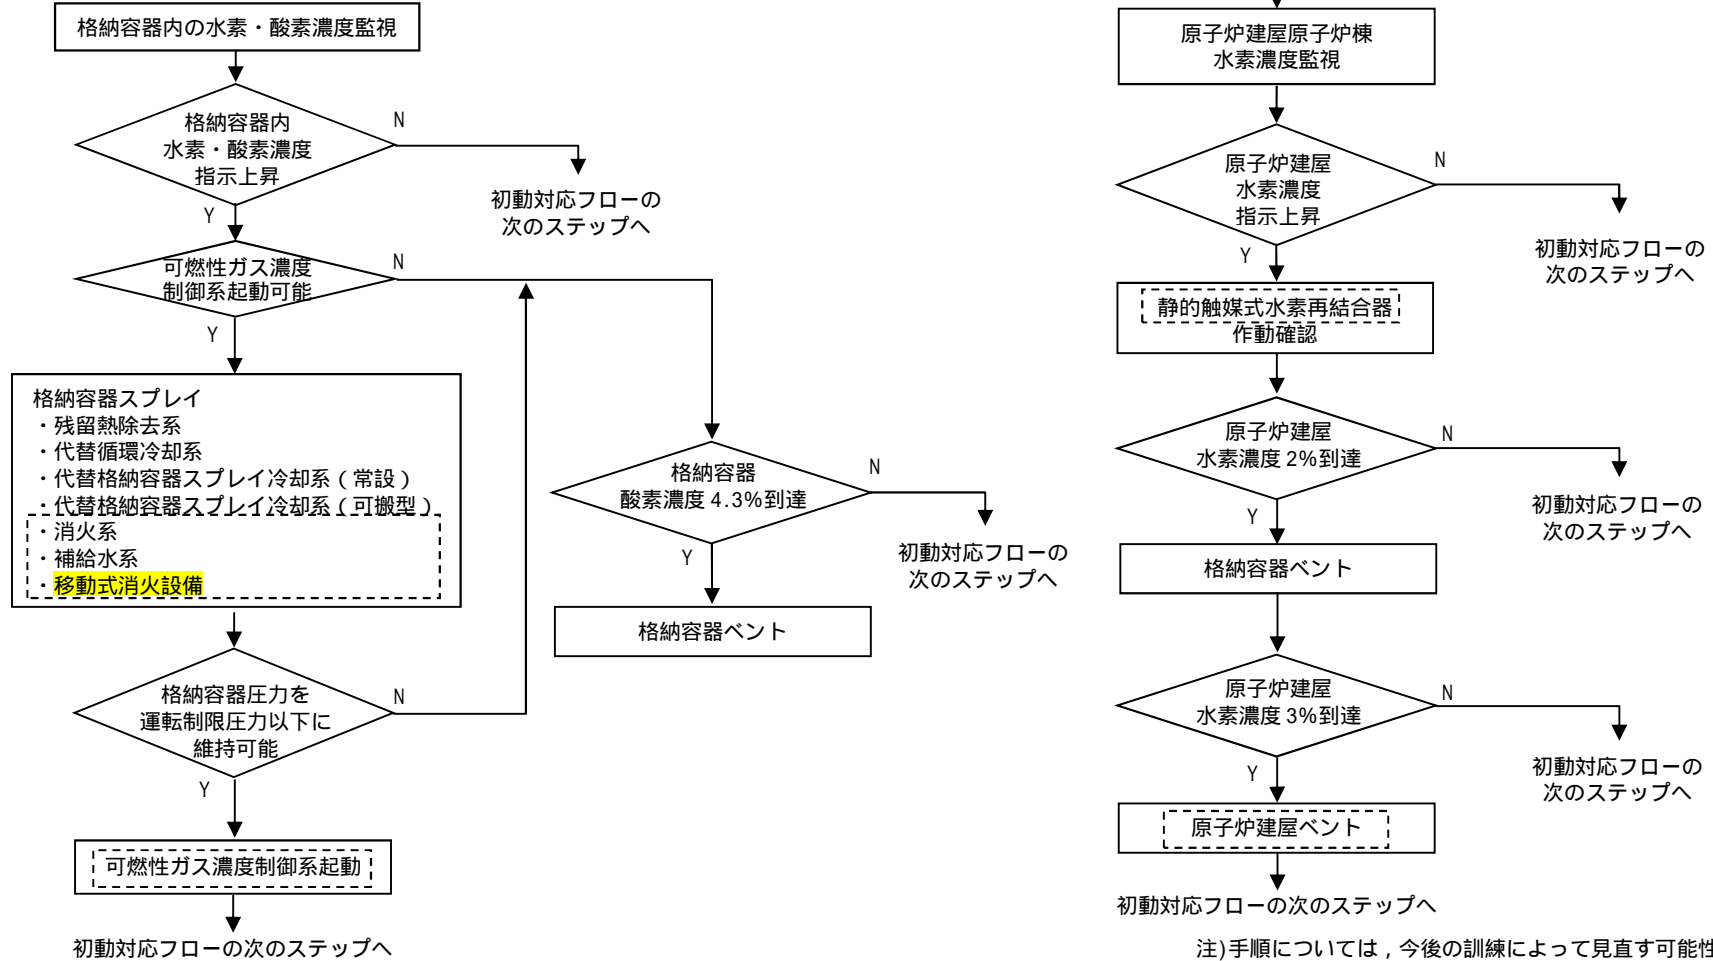 格納容器内の水素・酸素濃度監視
格納容器内
水素・酸素濃度
指示上昇
N
初動対応フローの
次のステップへ
Y
可燃性ガス濃度
制御系起動可能
N
Y
格納容器スプレイ
・残留熱除去系
・代替循環冷却系
・代替格納容器スプレイ冷却系（常設）
・代替格納容器スプレイ冷却系（可搬型）
・消火系
・補給水系
・移動式消火設備
格納容器圧力を
運転制限圧力以下に
維持可能
N
Y
可燃性ガス濃度制御系起動
初動対応フローの次のステップへ
格納容器
酸素濃度 4.3%到達
N
初動対応フローの
次のステップへ
Y
格納容器ベント
原子炉建屋原子炉棟
水素濃度監視
原子炉建屋
水素濃度
指示上昇
N
初動対応フローの
次のステップへ
Y
静的触媒式水素再結合器
作動確認
原子炉建屋
水素濃度 2%到達
N
初動対応フローの
次のステップへ
Y
格納容器ベント
原子炉建屋
水素濃度 3%到達
N
初動対応フローの
次のステップへ
Y
原子炉建屋ベント
初動対応フローの次のステップへ
注)手順については，今後の訓練によって見直す可能性